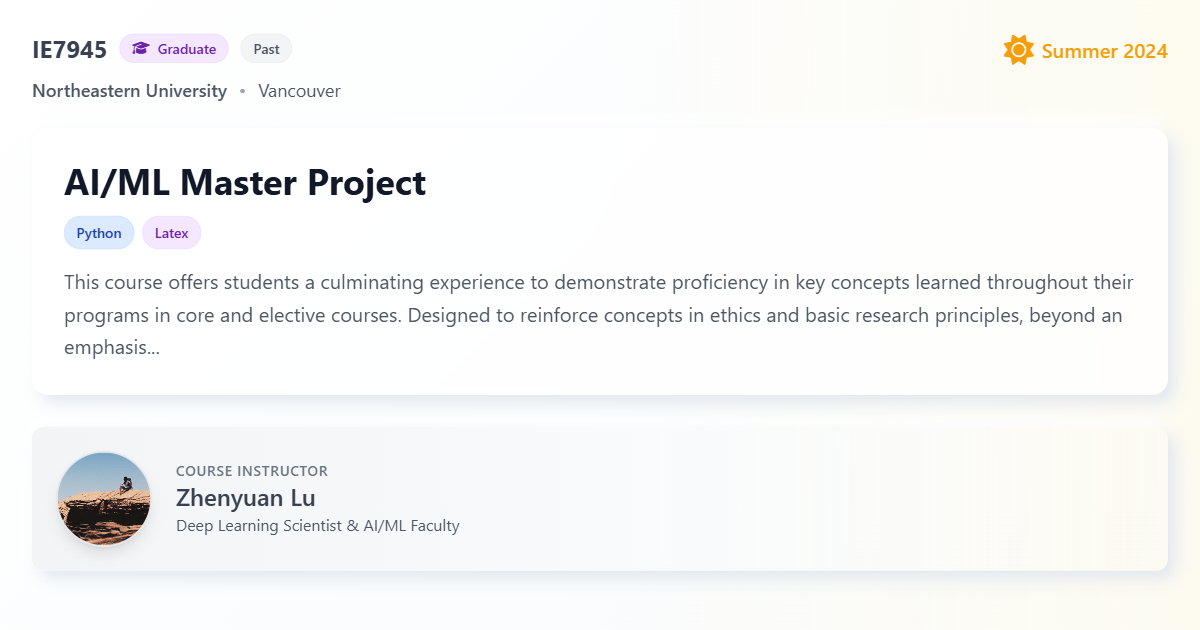 IE7945 Graduate Past
Summer 2024
Northeastern University • Vancouver
AI/ML Master Project
Python Latex
This course offers students a culminating experience to demonstrate proficiency in key concepts learned throughout their
programs in core and elective courses. Designed to reinforce concepts in ethics and basic research principles, beyond an
emphasis...
COURSE INSTRUCTOR
Zhenyuan Lu
Deep Learning Scientist & AI/ML Faculty